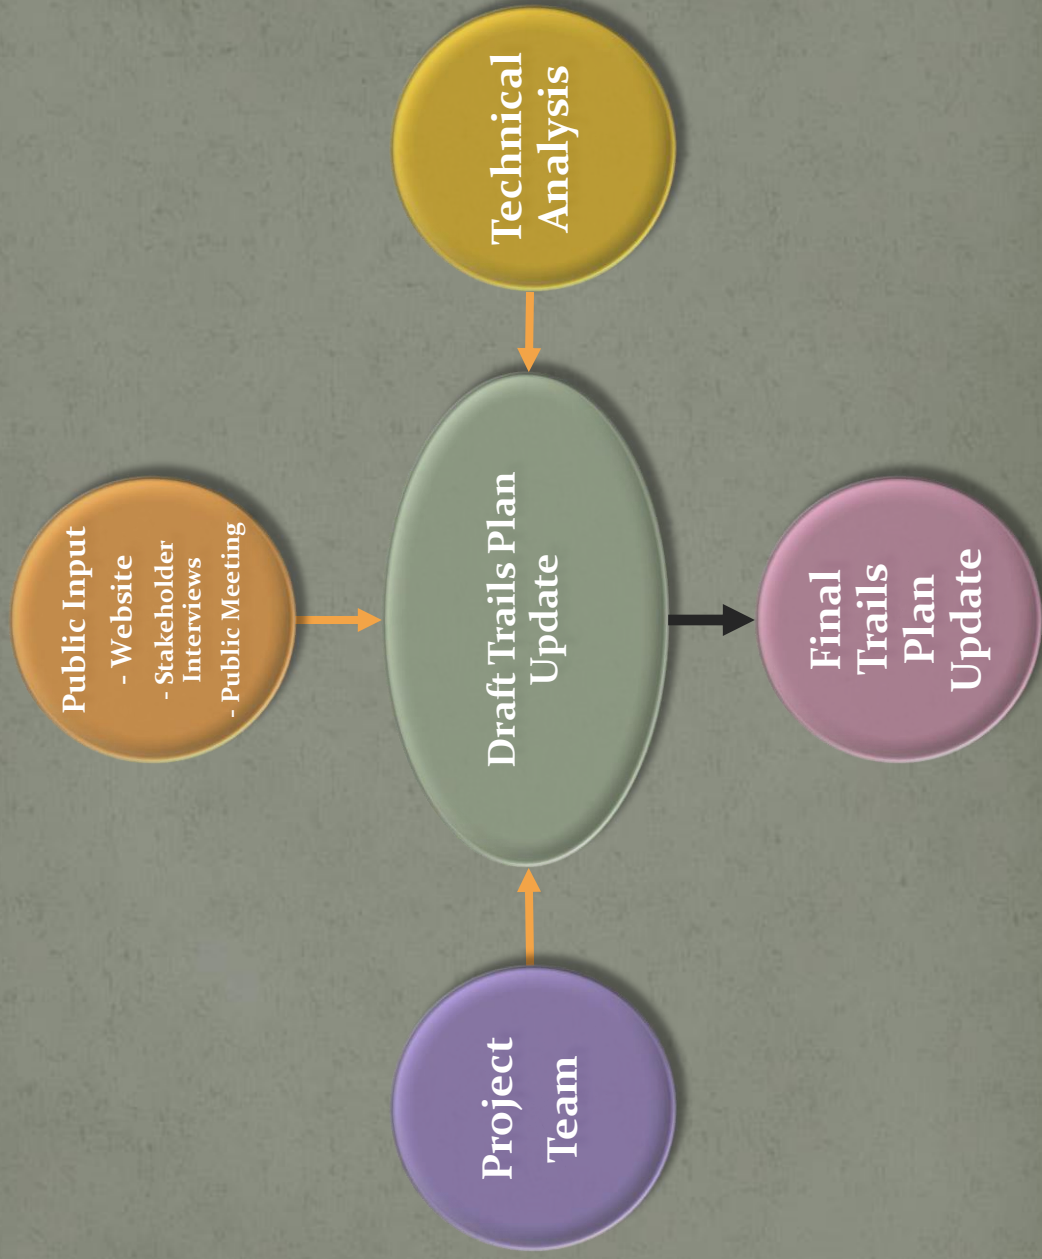 Public Input
- Website
- Stakeholder
Interviews
- Public Meeting
Project
Team
Draft Trails Plan
Update
Technical
Analysis
Final
Trails
Plan
Update